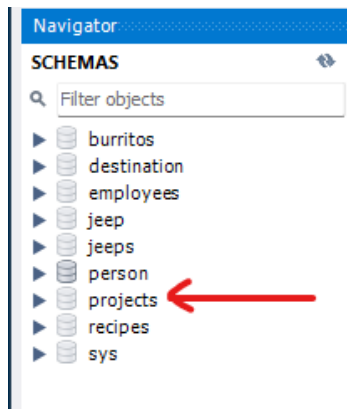 Navigator
SCHEMAS
Filter objects
burritos
destination
employees
jeep
jeeps
person
projects
recipes
sys